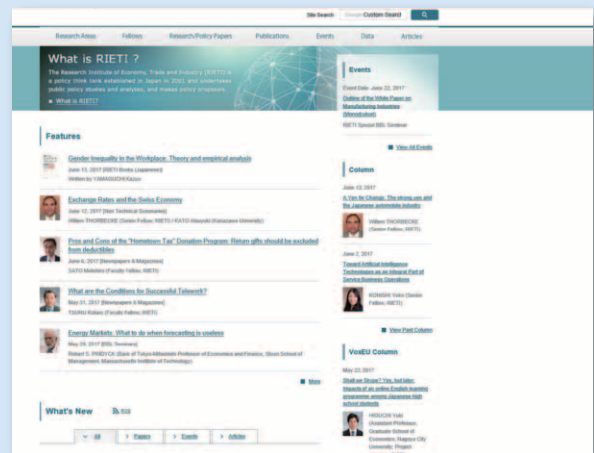 Site Search
Custom Search
Research Areas
Fellows
Research/Policy Papers
Publications
Events
Data
Articles
What is RIETI ?
The Research Institute of Economy, Trade and Industry (RIETI) is
a policy think tank established in Japan in 2001 and undertakes
public policy studies and analyses, and makes policy proposals.
What is RIETI?
Features
Gender Inequality in the Workplace: Theory and empirical analysis
June 13, 2017 [RIETI Books (Japanese)]
Written by YAMAGUCHI Kazuo
Exchange Rates and the Swiss Economy
June 12, 2017 [Non Technical Summaries]
Willem THORBECKE (Senior Fellow, RIETI) / KATO Atsuyuki (Kanazawa University)
Pros and Cons of the "Hometown Tax" Donation Program: Return gifts should be excluded
from deductibles
June 6, 2017 [Newspapers & Magazines]
SATO Motohiro (Faculty Fellow, RIETI)
What are the Conditions for Successful Telework?
May 31, 2017 [Newspapers & Magazines]
TSURU Kotaro (Faculty Fellow, RIETI)
Energy Markets: What to do when forecasting is useless
May 29, 2017 [BBL Seminars]
Robert S. PINDYCK (Bank of Tokyo-Mitsubishi Professor of Economics and Finance, Sloan School of
Management, Massachusetts Institute of Technology)
More
What's New
RSS
All
Papers
Events
Articles
Events
Event Date: June 22, 2017
Outline of the White Paper on
Manufacturing Industries
(Monodzukuri)
RIETI Special BBL Seminar
View All Events
Column
June 13, 2017
A Yen for Change: The strong yen and
the Japanese automobile industry
Willem THORBECKE
(Senior Fellow, RIETI)
June 2, 2017
Toward Artificial Intelligence
Technologies as an Integral Part of
Service Business Operations
KONISHI Yoko (Senior
Fellow, RIETI)
View Past Column
VoxEU Column
May 23, 2017
Shall we Skype? Yes, but later:
Impacts of an online English learning
programme among Japanese high
school students
HIGUCHI Yuki
(Assistant Professor,
Graduate School of
Economics, Nagoya City
University; Project